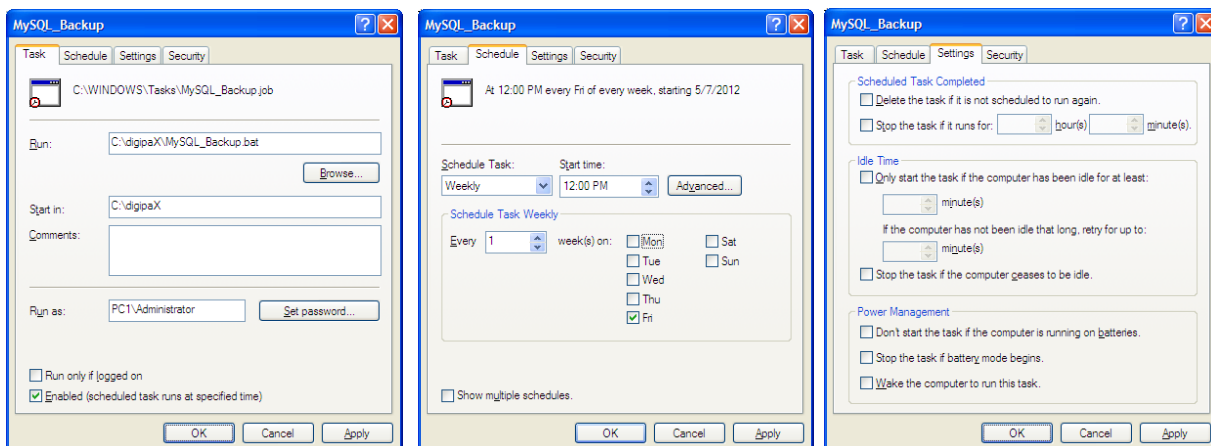 MySQL_Backup
Task Schedule Settings Security
C:\WINDOWS\Tasks\MySQL_Backup.job
Run: C:\digipaX\MySQL_Backup.bat
Browse...
Start in: C:\digipaX
Comments:
Run as: PC1\Administrator Set password...
Run only if logged on
Enabled (scheduled task runs at specified time)
OK Cancel Apply
MySQL_Backup
Task Schedule Settings Security
At 12:00 PM every Fri of every week, starting 5/7/2012
Schedule Task: Start time:
Weekly 12:00 PM Advanced...
Schedule Task Weekly
Every 1 week(s) on: Mon Sat
Tue Sun
Wed
Thu
Fri
Show multiple schedules.
OK Cancel Apply
MySQL_Backup
Task Schedule Settings Security
Scheduled Task Completed
Delete the task if it is not scheduled to run again.
Stop the task if it runs for: hour(s) minute(s).
Idle Time
Only start the task if the computer has been idle for at least:
minute(s)
If the computer has not been idle that long, retry for up to:
minute(s)
Stop the task if the computer ceases to be idle.
Power Management
Don't start the task if the computer is running on batteries.
Stop the task if battery mode begins.
Wake the computer to run this task.
OK Cancel Apply